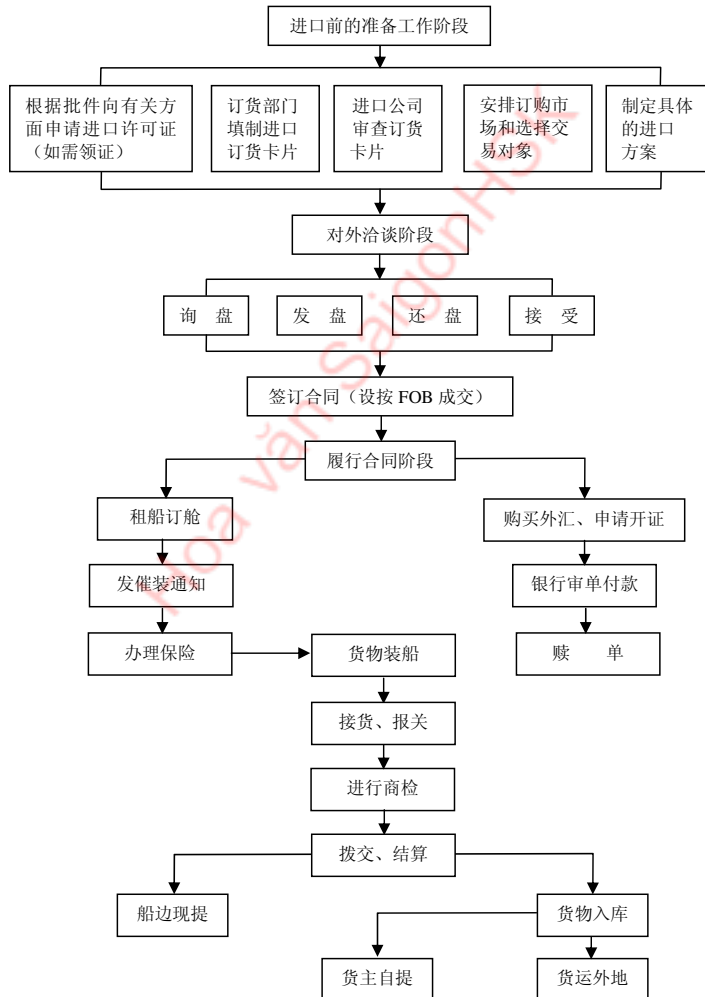 进口前的准备工作阶段
根据批件向有关方
面申请进口许可证
（如需领证）
订货部门
填制进口
订货卡片
进口公司
审查订货
卡片
安排订购市
场和选择交
易对象
制定具体
的进口
方案
对外洽谈阶段
询 盘
发 盘
还 盘
接 受
签订合同（设按 FOB 成交）
履行合同阶段
租船订舱
购买外汇、申请开证
发催装通知
银行审单付款
办理保险
货物装船
赎 单
接货、报关
进行商检
拨交、结算
船边现提
货物入库
货主自提
货运外地
Hoa văn SaigonHSK